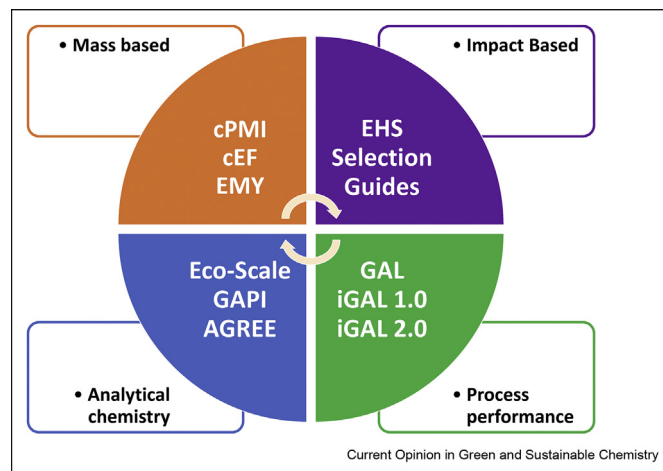 • Mass based
• Impact Based
cPMI
cEF
EMY
EHS
Selection
Guides
Eco-Scale
GAPI
AGREE
GAL
iGAL 1.0
iGAL 2.0
• Analytical
chemistry
• Process
performance
Current Opinion in Green and Sustainable Chemistry